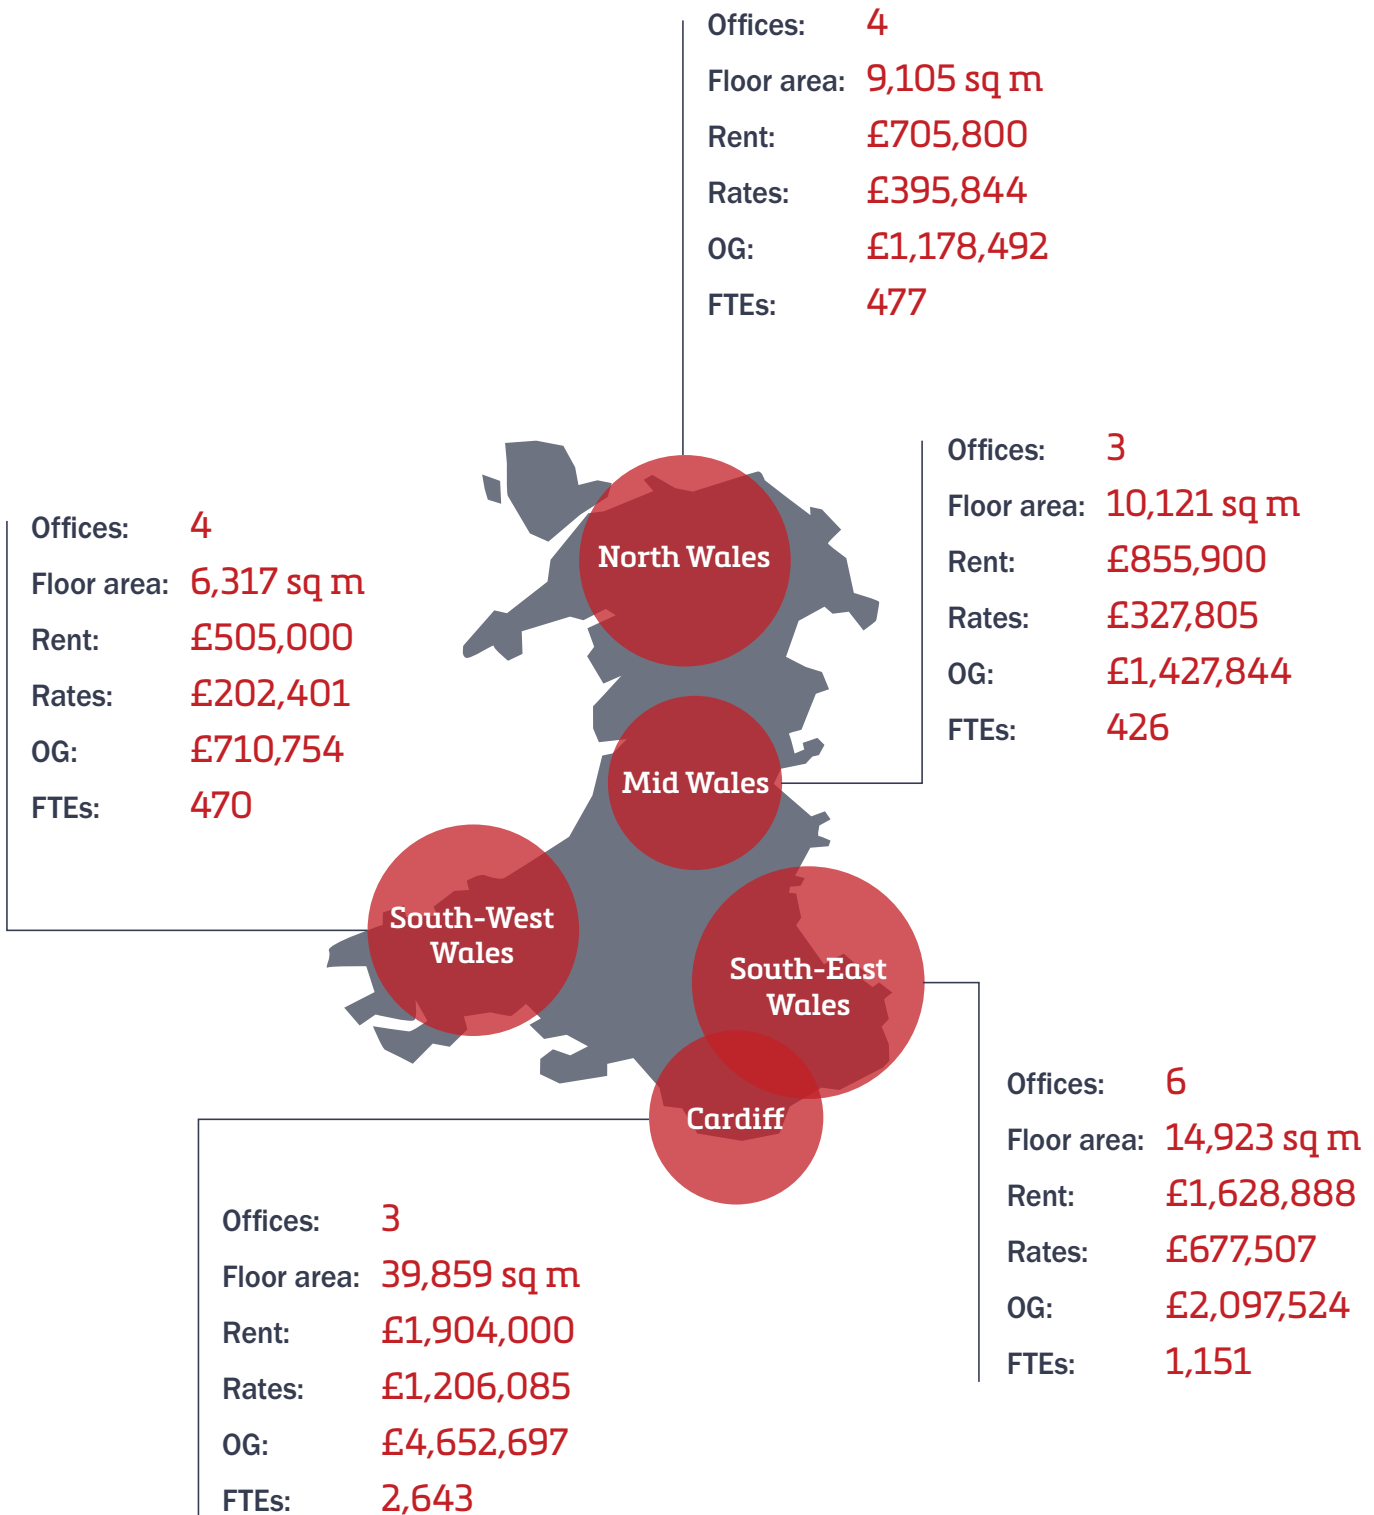 Offices: 4
Floor area: 9,105 sq m
Rent: £705,800
Rates: £395,844
OG: £1,178,492
FTEs: 477
Offices: 3
Floor area: 10,121 sq m
Rent: £855,900
Rates: £327,805
OG: £1,427,844
FTEs: 426
Offices: 4
Floor area: 6,317 sq m
Rent: £505,000
Rates: £202,401
OG: £710,754
FTEs: 470
North Wales
Mid Wales
South-West
Wales
South-East
Wales
Cardiff
Offices: 6
Floor area: 14,923 sq m
Rent: £1,628,888
Rates: £677,507
OG: £2,097,524
FTEs: 1,151
Offices: 3
Floor area: 39,859 sq m
Rent: £1,904,000
Rates: £1,206,085
OG: £4,652,697
FTEs: 2,643